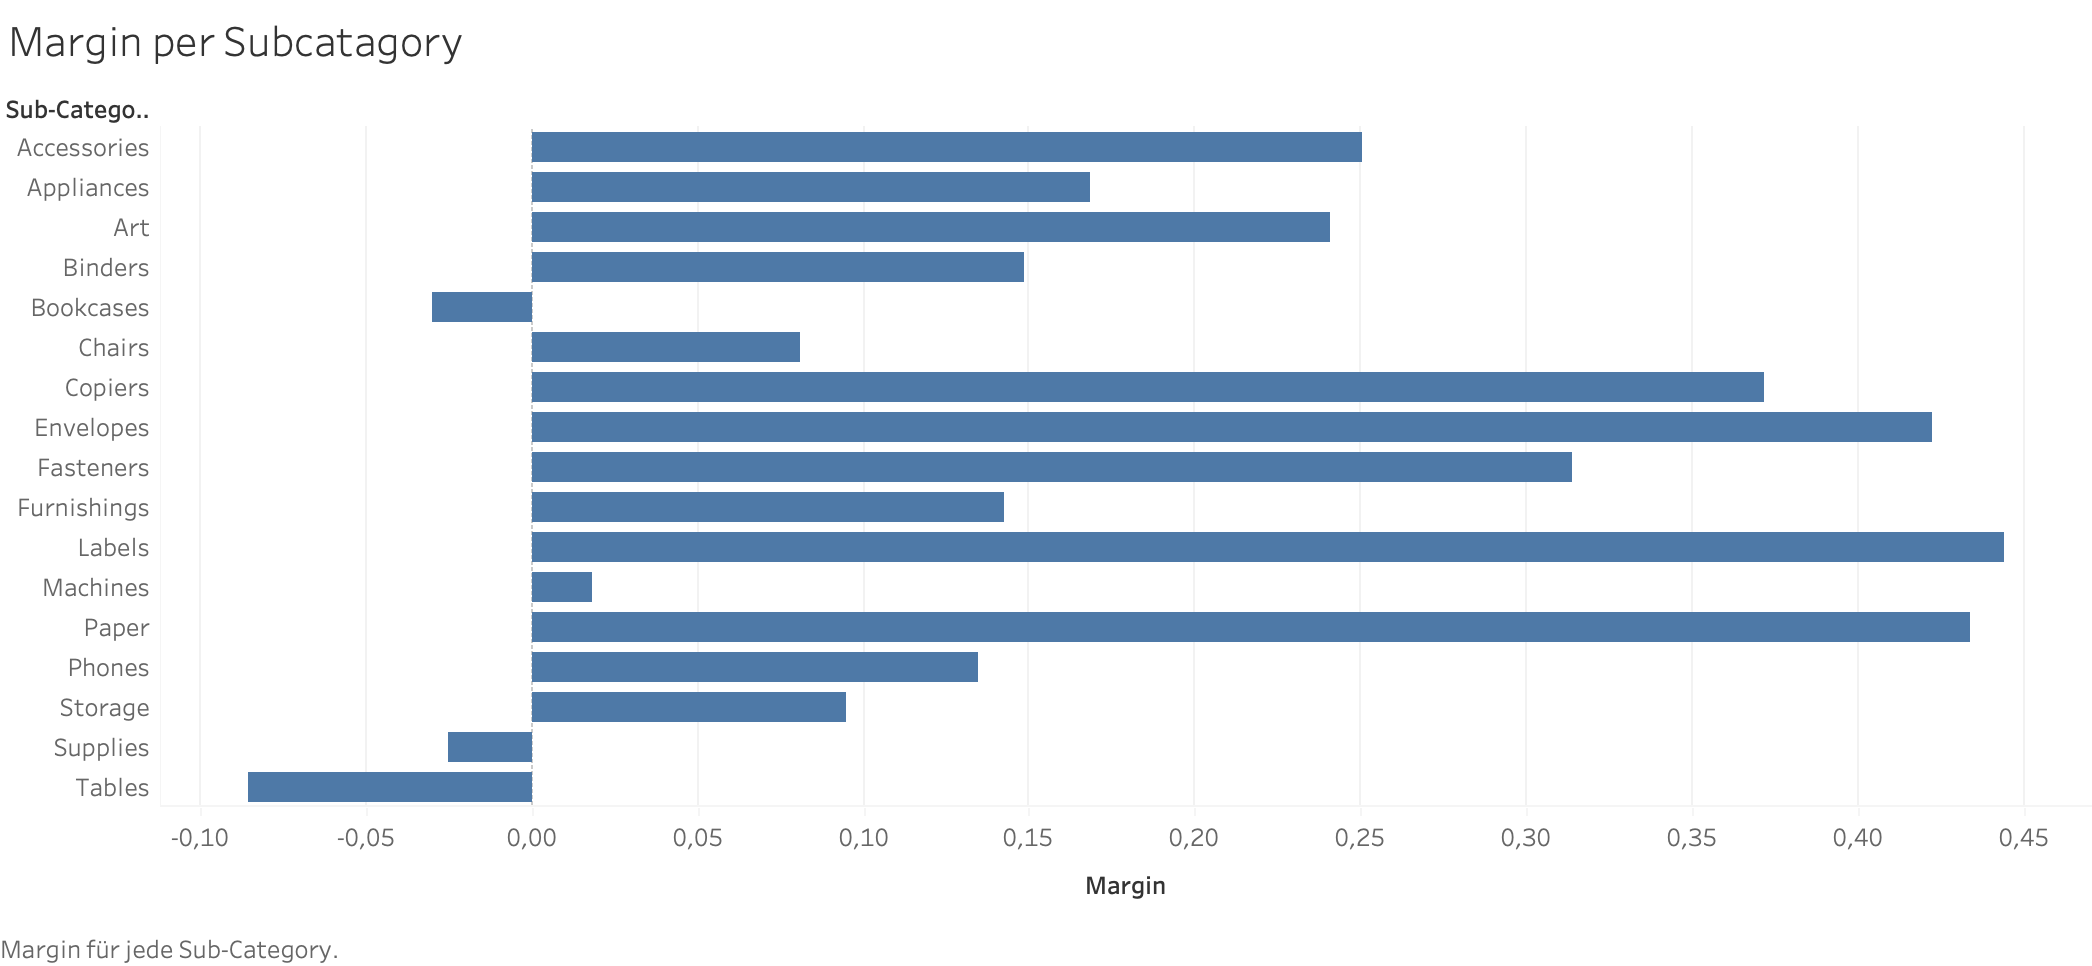 Margin per Subcatagory
Sub-Catego..
Accessories
Appliances
Art
Binders
Bookcases
Chairs
Copiers
Envelopes
Fasteners
Furnishings
Labels
Machines
Paper
Phones
Storage
Supplies
Tables
-0,10 -0,05 0,00 0,05 0,10 0,15 0,20 0,25 0,30 0,35 0,40 0,45
Margin
Margin für jede Sub-Category.